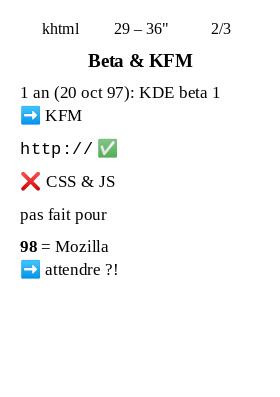 khtml 29 – 36" 2/3
Beta & KFM
1 an (20 oct 97): KDE beta 1
➡️ KFM
http:// ✅
❌ CSS & JS
pas fait pour
98 = Mozilla
➡️ attendre ?!